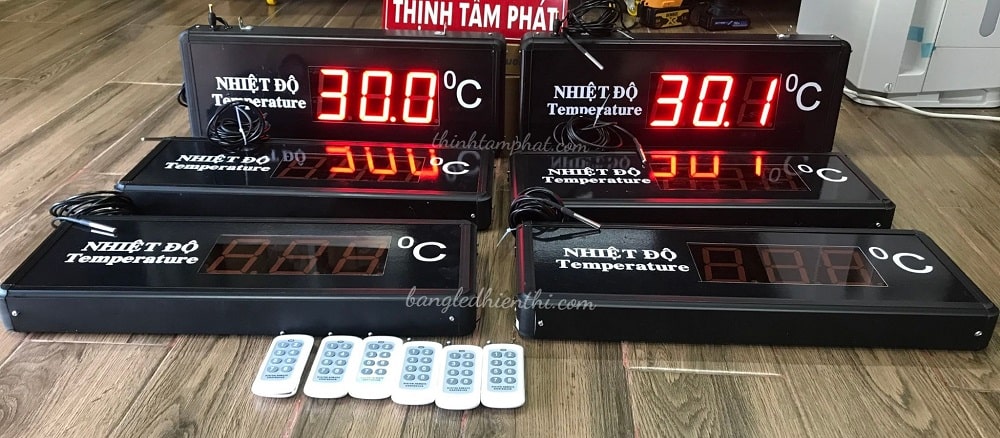 THỊNH TÂM PHÁT
NHIỆT ĐỘ
Temperature
30.0
°C
NHIỆT ĐỘ
Temperature
30.1
°C
thinhtamphat.com
NHIỆT ĐỘ
Temperature
C
NHIỆT ĐỘ
Temperature
°C
NHIỆT ĐỘ
Temperature
°C
NHIỆT ĐỘ
Temperature
°C
bangledhienthi.com